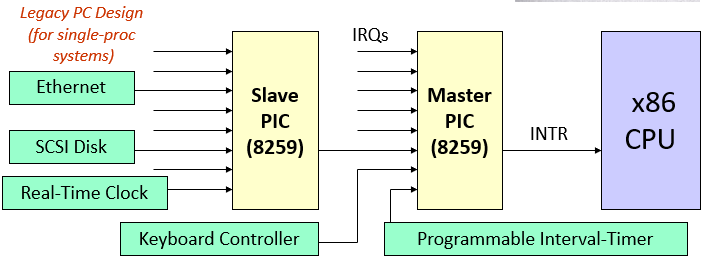 Legacy PC Design
(for single-proc
systems)
IRQs
Ethernet
Slave
PIC
(8259)
Master
PIC
(8259)
x86
CPU
INTR
SCSI Disk
Real-Time Clock
Keyboard Controller
Programmable Interval-Timer